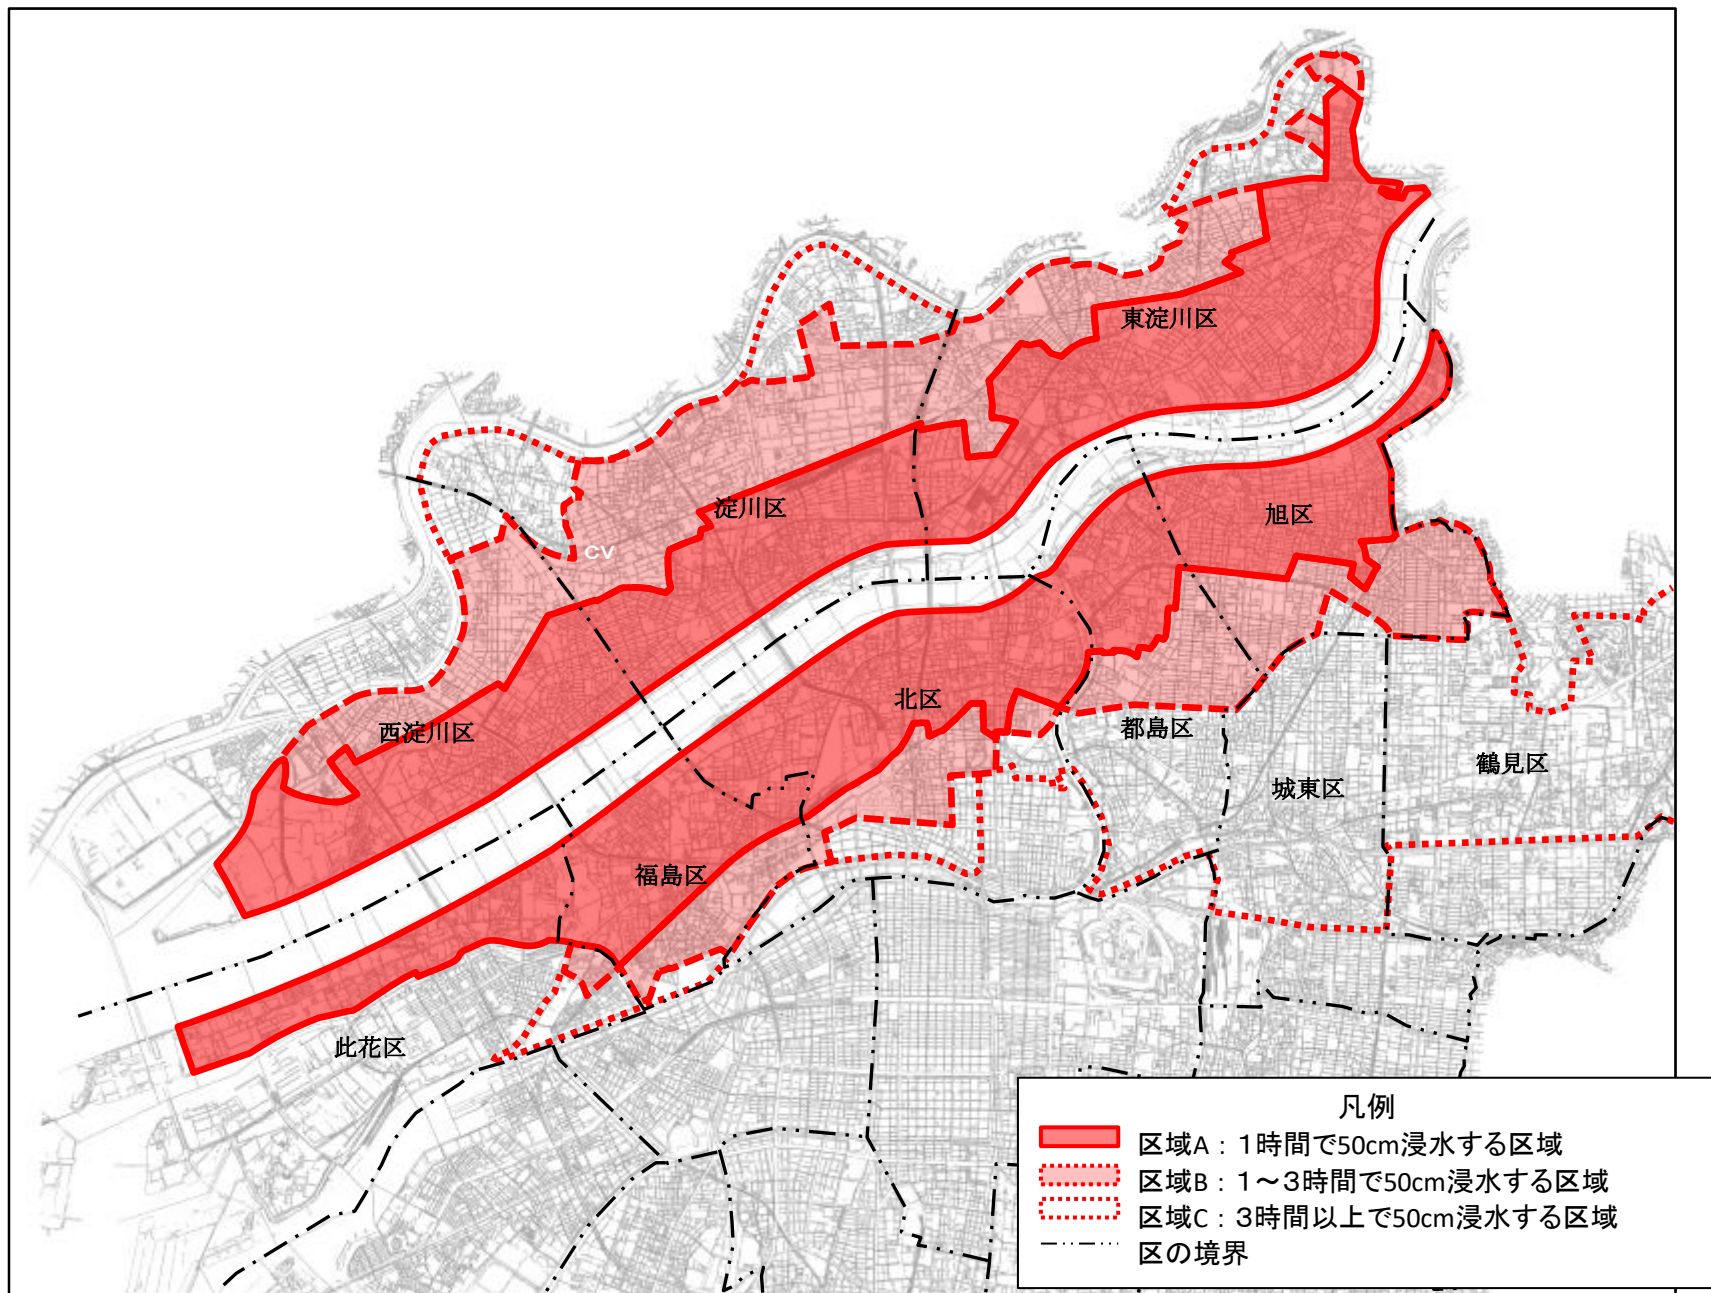 東淀川区
淀川区
旭区
CV
北区
西淀川区
都島区
鶴見区
城東区
福島区
此花区
凡例
区域A：１時間で50cm浸水する区域
区域B：１～３時間で50cm浸水する区域
区域C：３時間以上で50cm浸水する区域
区の境界